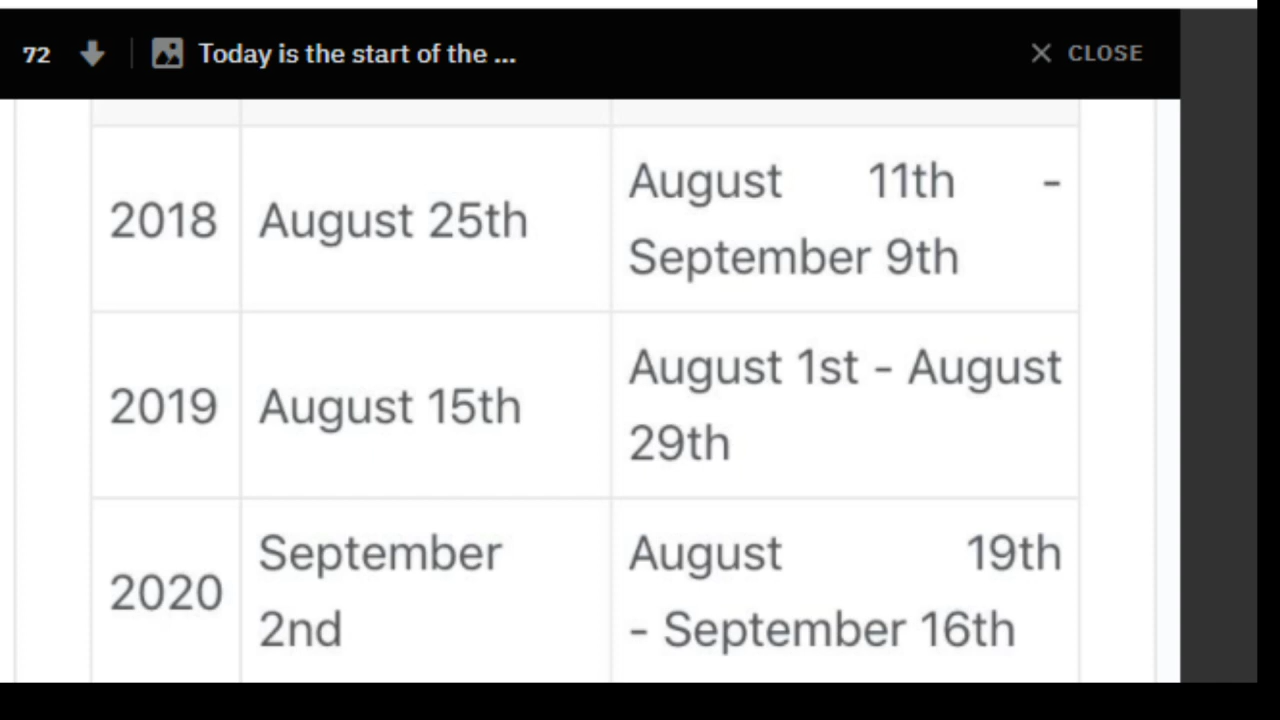 72 Today is the start of the ... CLOSE
2018 August 25th August 11th -
September 9th
2019 August 15th August 1st - August
29th
2020 September
2nd
August 19th
- September 16th